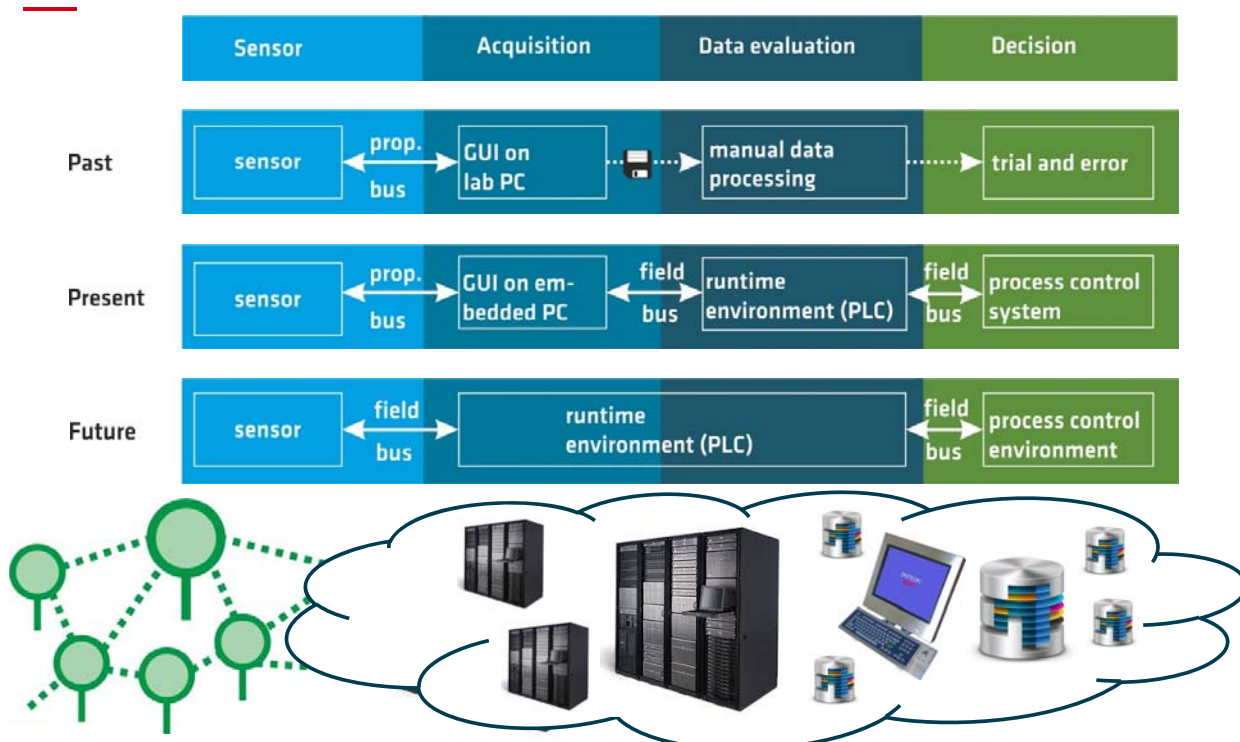 Sensor
Acquisition
Data evaluation
Decision
Past
sensor
prop.
bus
GUI on
lab PC
manual data
processing
trial and error
Present
sensor
prop.
bus
GUI on em-
bedded PC
field
bus
runtime
environment (PLC)
field
bus
process control
system
Future
sensor
field
bus
runtime
environment (PLC)
field
bus
process control
environment